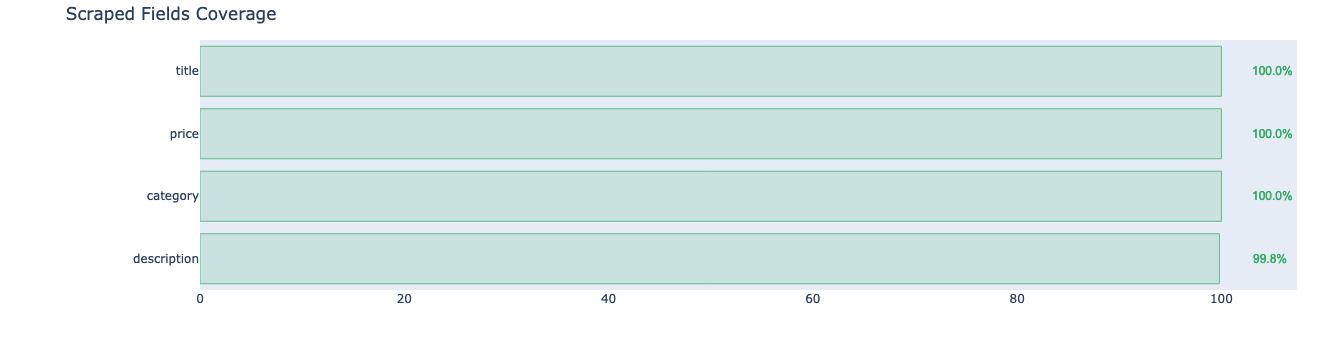 Scraped Fields Coverage
title 100.0%
price 100.0%
category 100.0%
description 99.8%
0 20 40 60 80 100